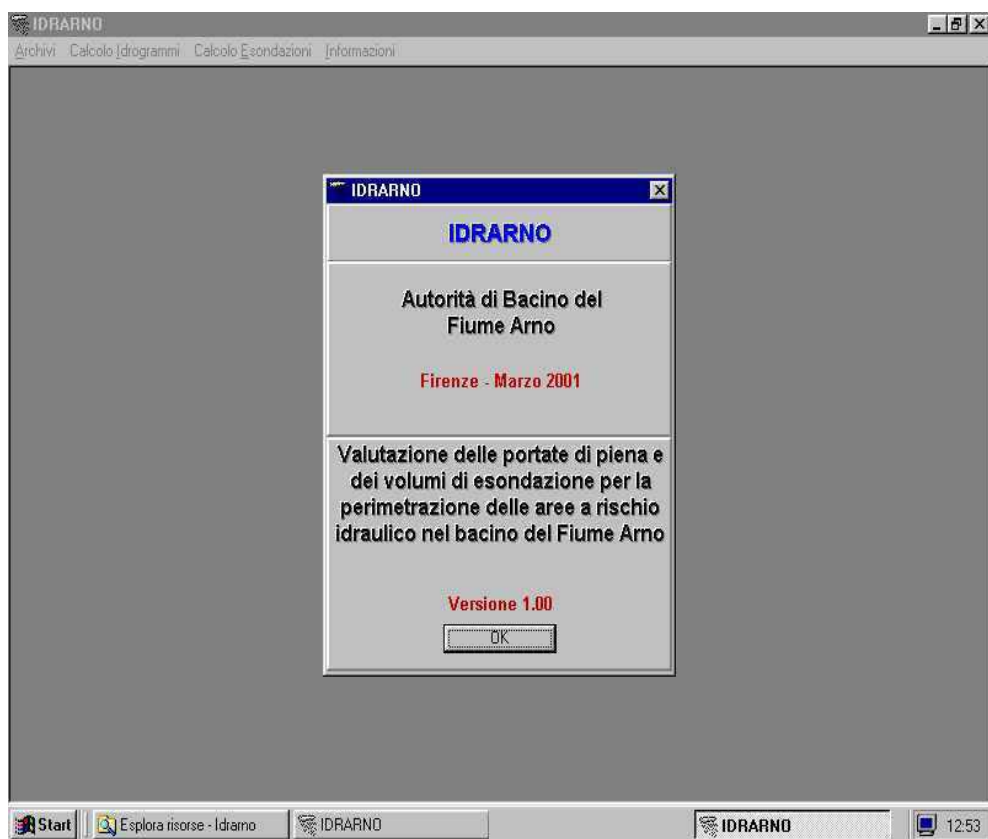 IDRARNO
Archivi Calcolo Idrogrammi Calcolo Esondazioni Informazioni
IDRARNO
IDRARNO
Autorità di Bacino del
Fiume Arno
Firenze - Marzo 2001
Valutazione delle portate di piena e
dei volumi di esondazione per la
perimetrazione delle aree a rischio
idraulico nel bacino del Fiume Arno
Versione 1.00
OK
Start Esplora risorse - Idrarno IDRARNO IDRARNO 12:53